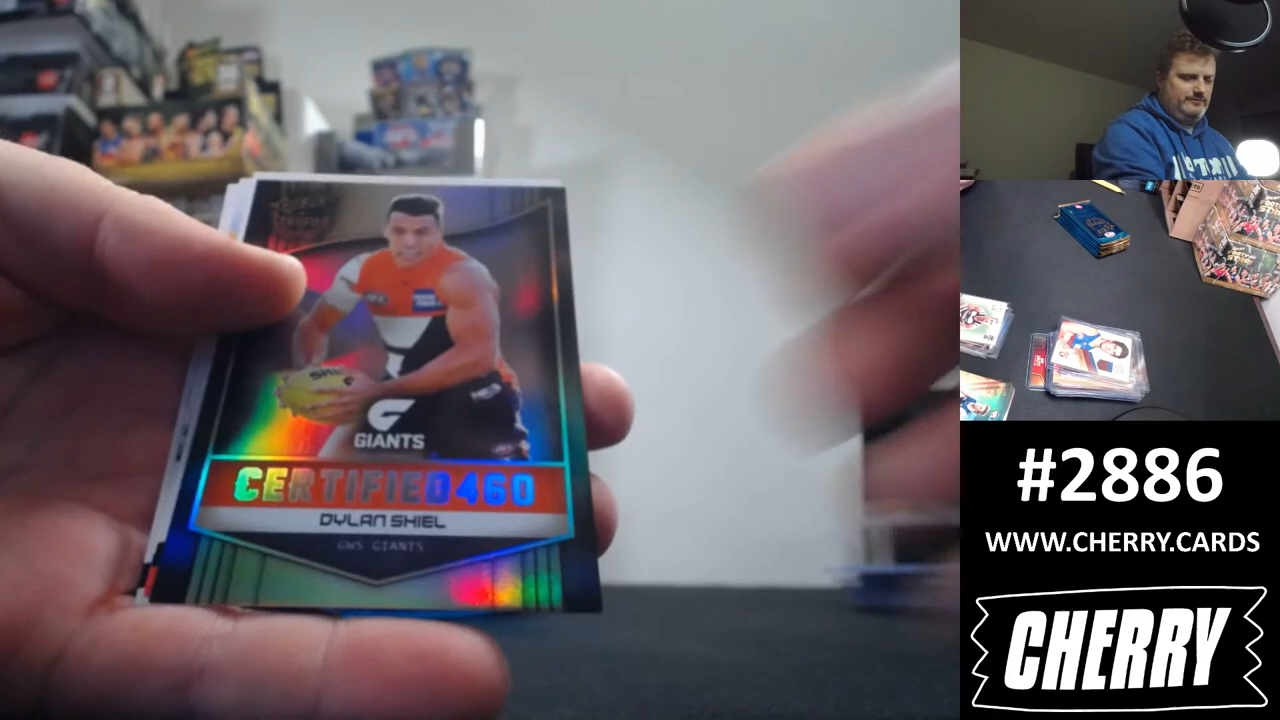 GIANTS
CERTIFIED460
DYLAN SHIEL
GWS GIANTS
#2886
WWW.CHERRY.CARDS
CHERRY